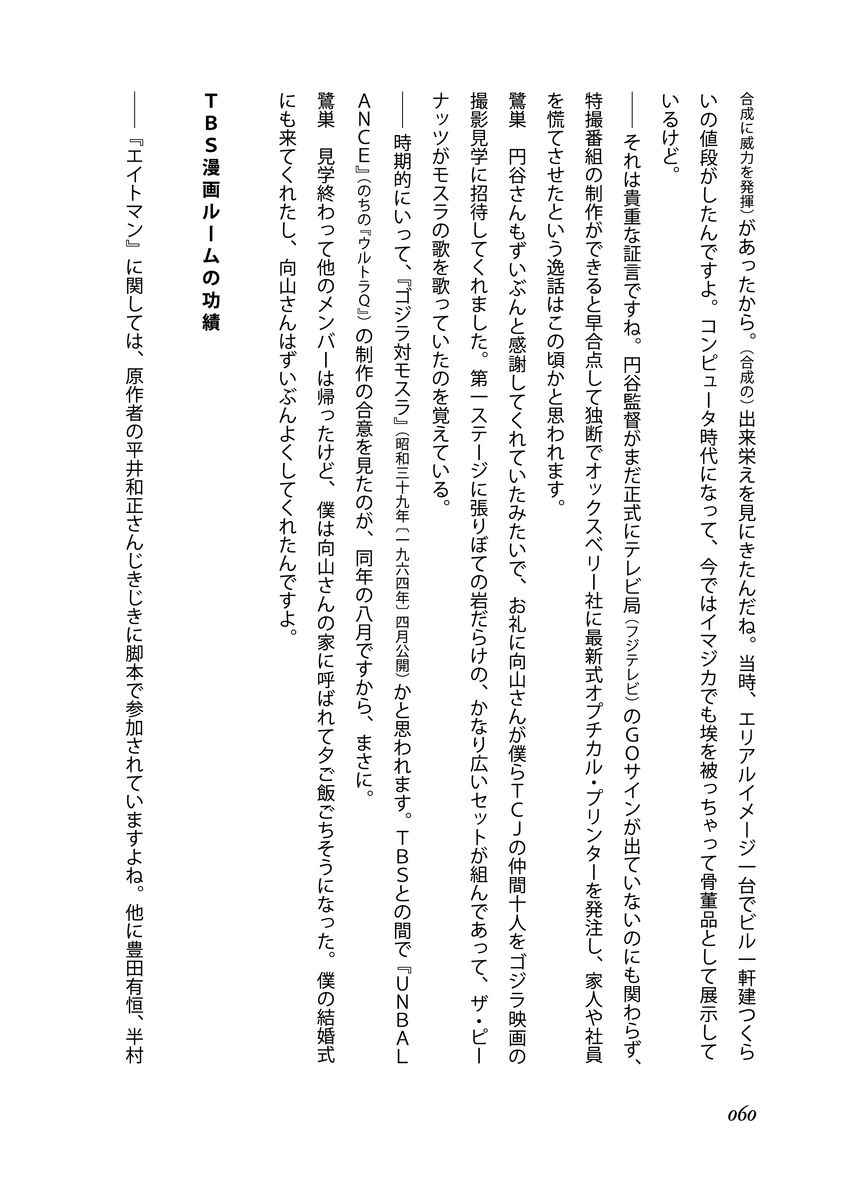 合成に威力を発揮）があったから。（合成の）出来栄えを見にきたんだね。当時、エリアルイメージ一台でビル一軒建つくら
いの値段がしたんですよ。コンピュータ時代になって、今ではイマジカでも埃を被っちゃって骨董品として展示して
いるけど。
――それは貴重な証言ですね。円谷監督がまだ正式にテレビ局（フジテレビ）のＧＯサインが出ていないのにも関わらず、
特撮番組の制作ができると早合点して独断でオックスベリー社に最新式オプチカル・プリンターを発注し、家人や社員
を慌てさせたという逸話はこの頃かと思われます。
鷺巣　円谷さんもずいぶんと感謝してくれていたみたいで、お礼に向山さんが僕らＴＣＪの仲間十人をゴジラ映画の
撮影見学に招待してくれました。第一ステージに張りぼての岩だらけの、かなり広いセットが組んであって、ザ・ピー
ナッツがモスラの歌を歌っていたのを覚えている。
――時期的にいって、『ゴジラ対モスラ』（昭和三十九年〔一九六四年〕四月公開）かと思われます。ＴＢＳとの間で『ＵＮＢＡＬ
ＡＮＣＥ』（のちの『ウルトラＱ』）の制作の合意を見たのが、同年の八月ですから、まさに。
鷺巣　見学終わって他のメンバーは帰ったけど、僕は向山さんの家に呼ばれて夕ご飯ごちそうになった。僕の結婚式
にも来てくれたし、向山さんはずいぶんよくしてくれたんですよ。
ＴＢＳ漫画ルームの功績
――『エイトマン』に関しては、原作者の平井和正さんじきじきに脚本で参加されていますよね。他に豊田有恒、半村
060